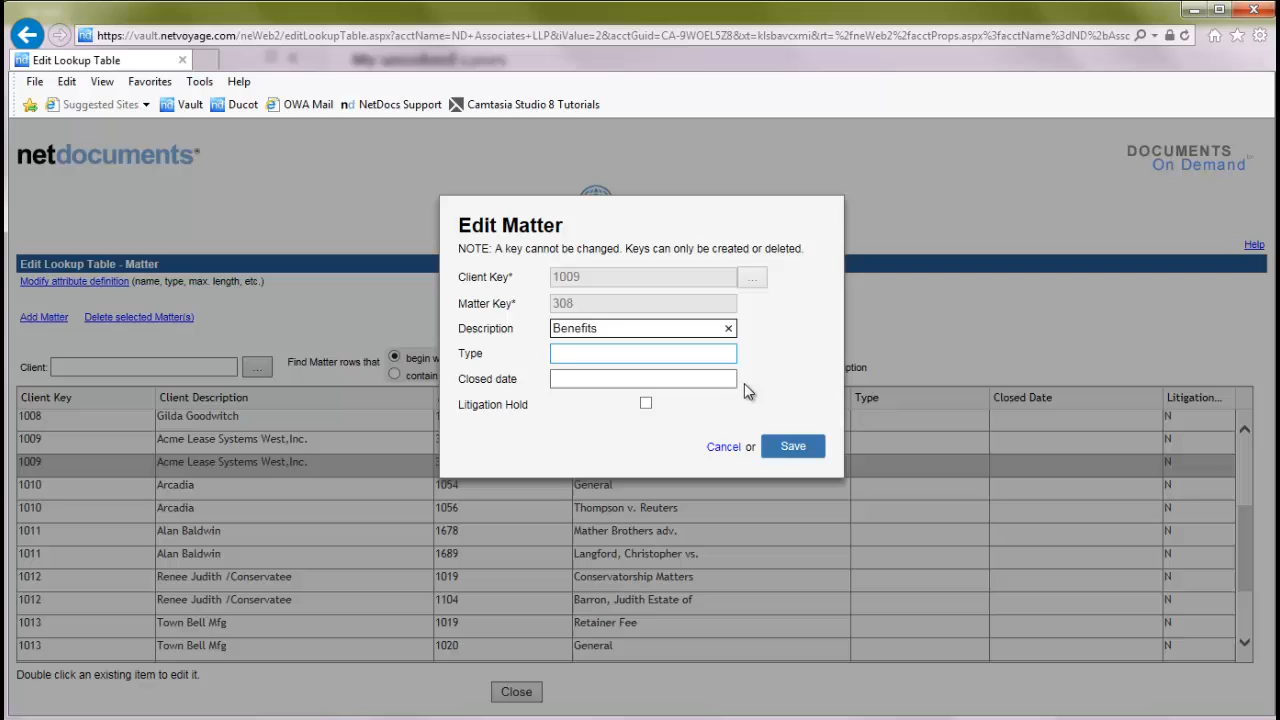 https://vault.netvoyage.com/neWeb2/editLookupTable.aspx?acctName=ND+Associates+LLP&iValue=2&acctGuid=CA-9WOEL5Z8&xt=klsbavcxmi&rt=%2fneWeb2%2facctProps.aspx%3facctName%3dND%2bAssc
Edit Lookup Table
File Edit View Favorites Tools Help
Suggested Sites nd Vault nd Ducot OWA Mail nd NetDocs Support Camtasia Studio 8 Tutorials
netdocuments
DOCUMENTS
On Demand
Help
Edit Lookup Table - Matter
Modify attribute definition (name, type, max. length, etc.)
Add Matter Delete selected Matter(s)
Client: ... Find Matter rows that begin w
contain
Edit Matter
NOTE: A key cannot be changed. Keys can only be created or deleted.
Client Key* 1009 ...
Matter Key* 308
Description Benefits ×
Type
Closed date
Litigation Hold
Cancel or Save
Client Key Client Description Type Closed Date Litigation...
1008 Gilda Goodwitch N
1009 Acme Lease Systems West,Inc. N
1009 Acme Lease Systems West,Inc. N
1010 Arcadia 1054 General N
1010 Arcadia 1056 Thompson v. Reuters N
1011 Alan Baldwin 1678 Mather Brothers adv. N
1011 Alan Baldwin 1689 Langford, Christopher vs. N
1012 Renee Judith /Conservatee 1019 Conservatorship Matters N
1012 Renee Judith /Conservatee 1104 Barron, Judith Estate of N
1013 Town Bell Mfg 1019 Retainer Fee N
1013 Town Bell Mfg 1020 General N
Double click an existing item to edit it.
Close